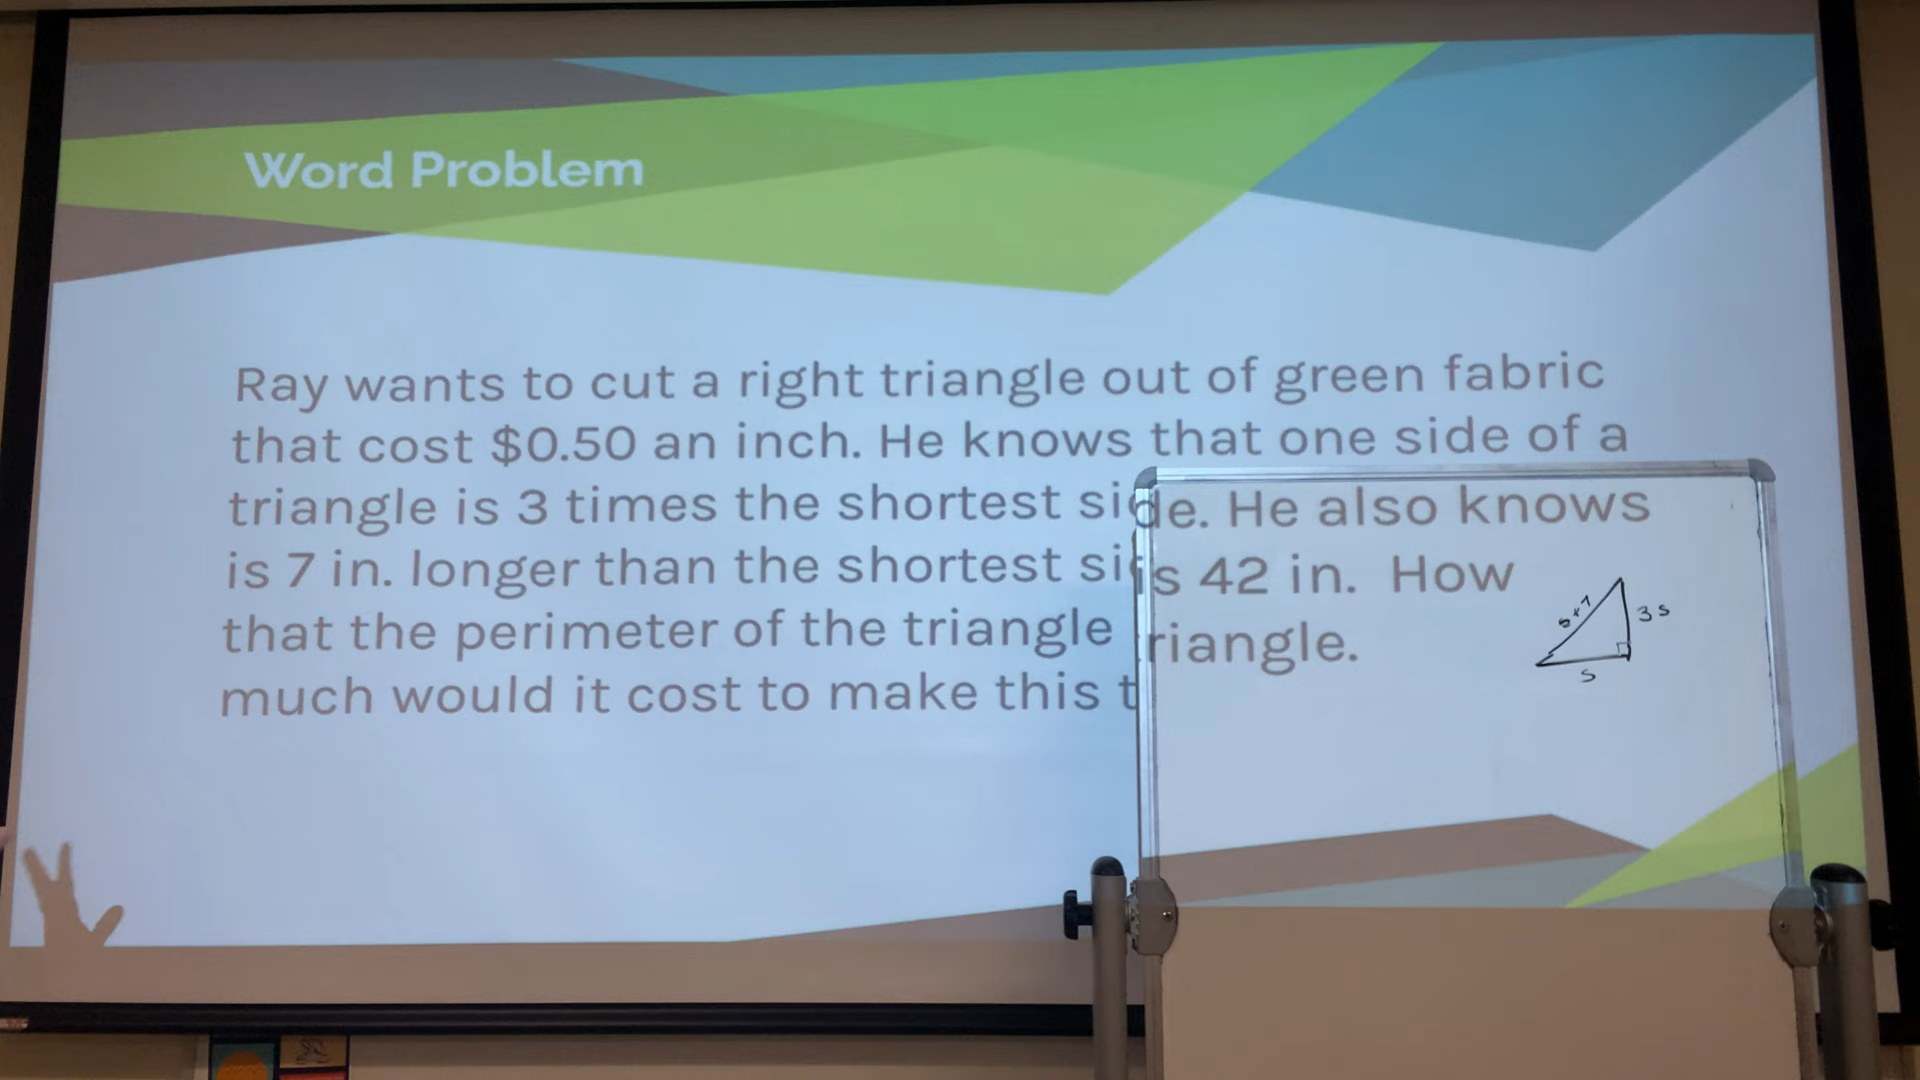 Word Problem
Ray wants to cut a right triangle out of green fabric
that cost $0.50 an inch. He knows that one side of a
triangle is 3 times the shortest side. He also knows
is 7 in. longer than the shortest si
is 42 in. How
that the perimeter of the triangle
riangle.
much would it cost to make this t
s+7
3s
s